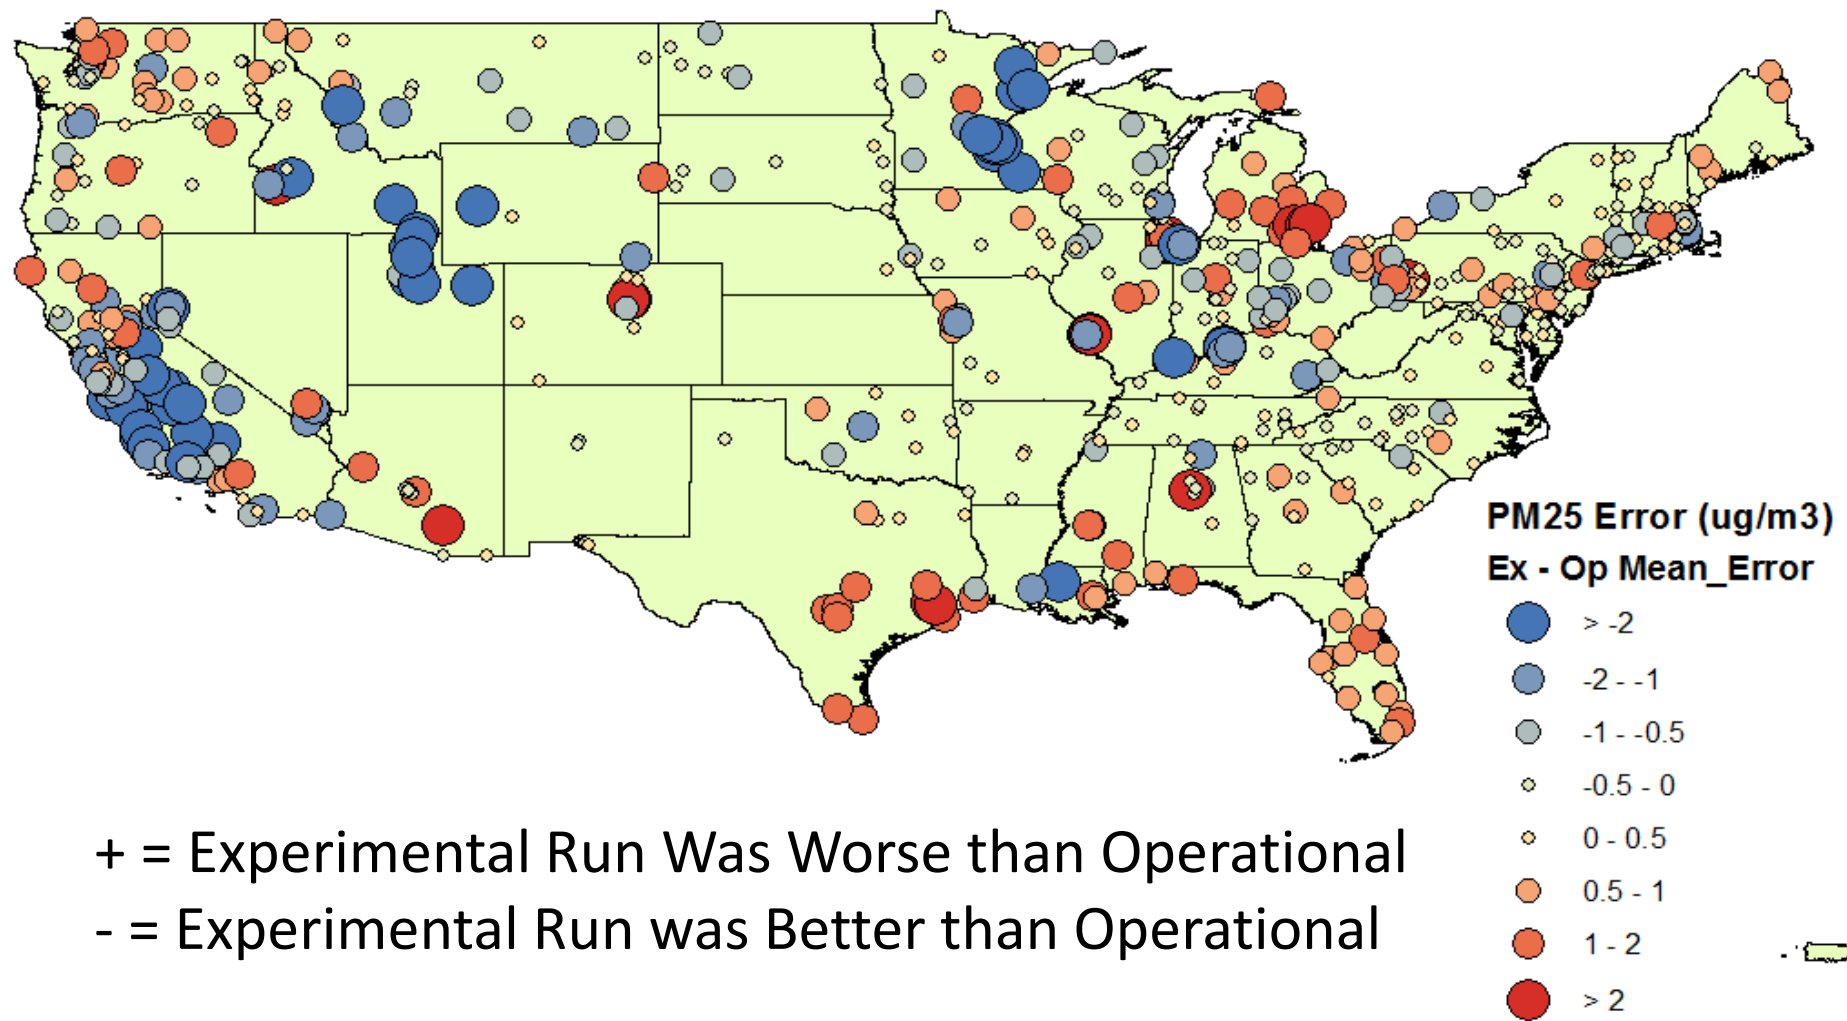 PM25 Error (ug/m3)
Ex - Op Mean_Error
> -2
-2 - -1
-1 - -0.5
-0.5 - 0
0 - 0.5
0.5 - 1
1 - 2
> 2
+ = Experimental Run Was Worse than Operational
- = Experimental Run was Better than Operational